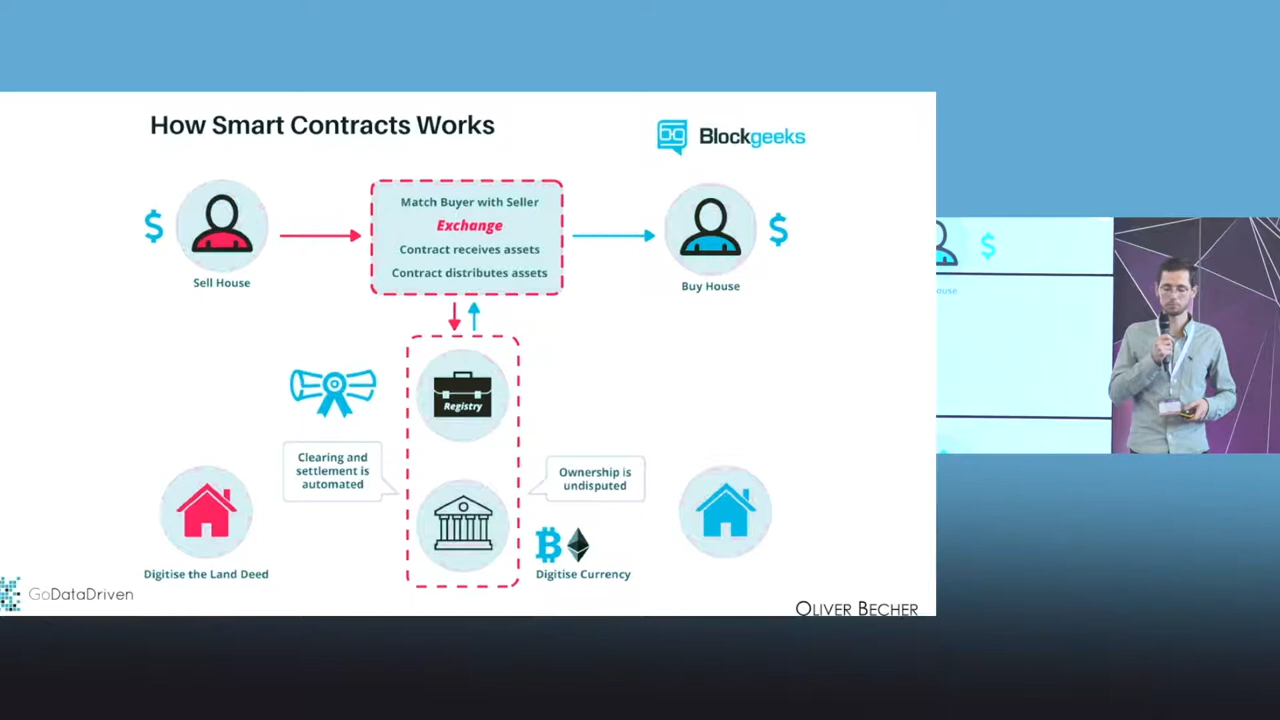 How Smart Contracts Works
Blockgeeks
$
Match Buyer with Seller
Exchange
Contract receives assets
Contract distributes assets
$
Sell House
Buy House
Registry
Clearing and
settlement is
automated
Ownership is
undisputed
Digitise the Land Deed
Digitise Currency
GoDataDriven
OLIVER BECHER
$
ouse